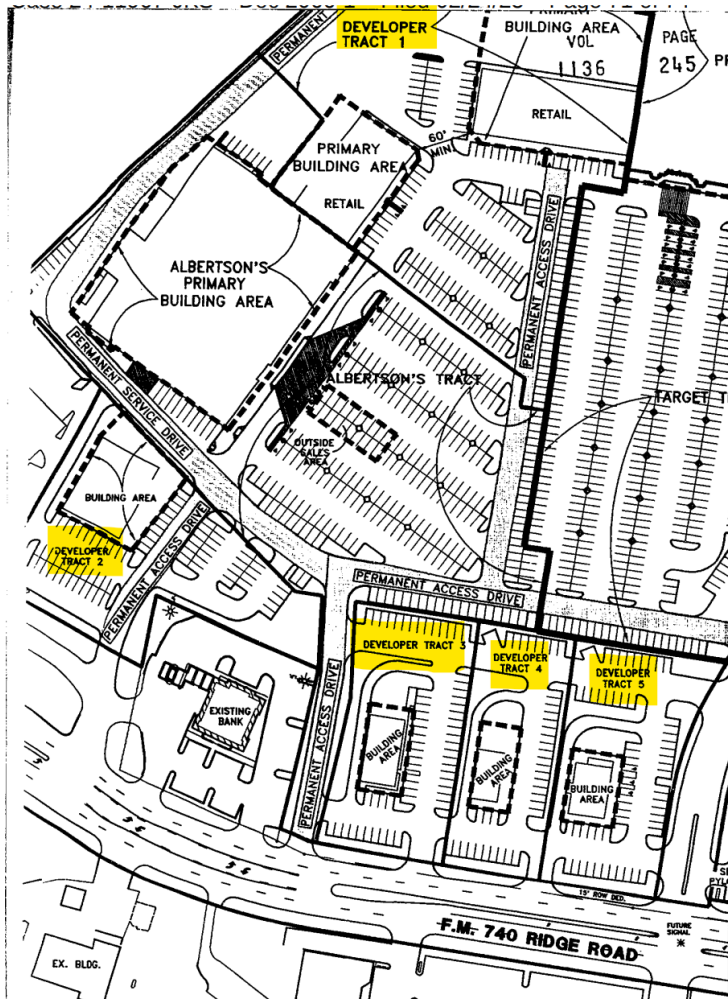 DEVELOPER
TRACT 1
BUILDING AREA
VOL
1136
PAGE
245
PERMANENT
RETAIL
60'
MIN.
PRIMARY
BUILDING AREA
RETAIL
ALBERTSON'S
PRIMARY
BUILDING AREA
PERMANENT ACCESS DRIVE
PERMANENT SERVICE DRIVE
ALBERTSON'S TRACT
TARGET T
OUTSIDE
SALES
AREA
BUILDING AREA
DEVELOPER
TRACT 2
PERMANENT ACCESS DRIVE
PERMANENT ACCESS DRIVE
DEVELOPER TRACT 3
DEVELOPER
TRACT 4
DEVELOPER
TRACT 5
EXISTING
BANK
PERMANENT ACCESS DRIVE
BUILDING
AREA
BUILDING
AREA
BUILDING
AREA
15' ROW DED.
F.M. 740 RIDGE ROAD
FUTURE
SIGNAL
EX. BLDG.